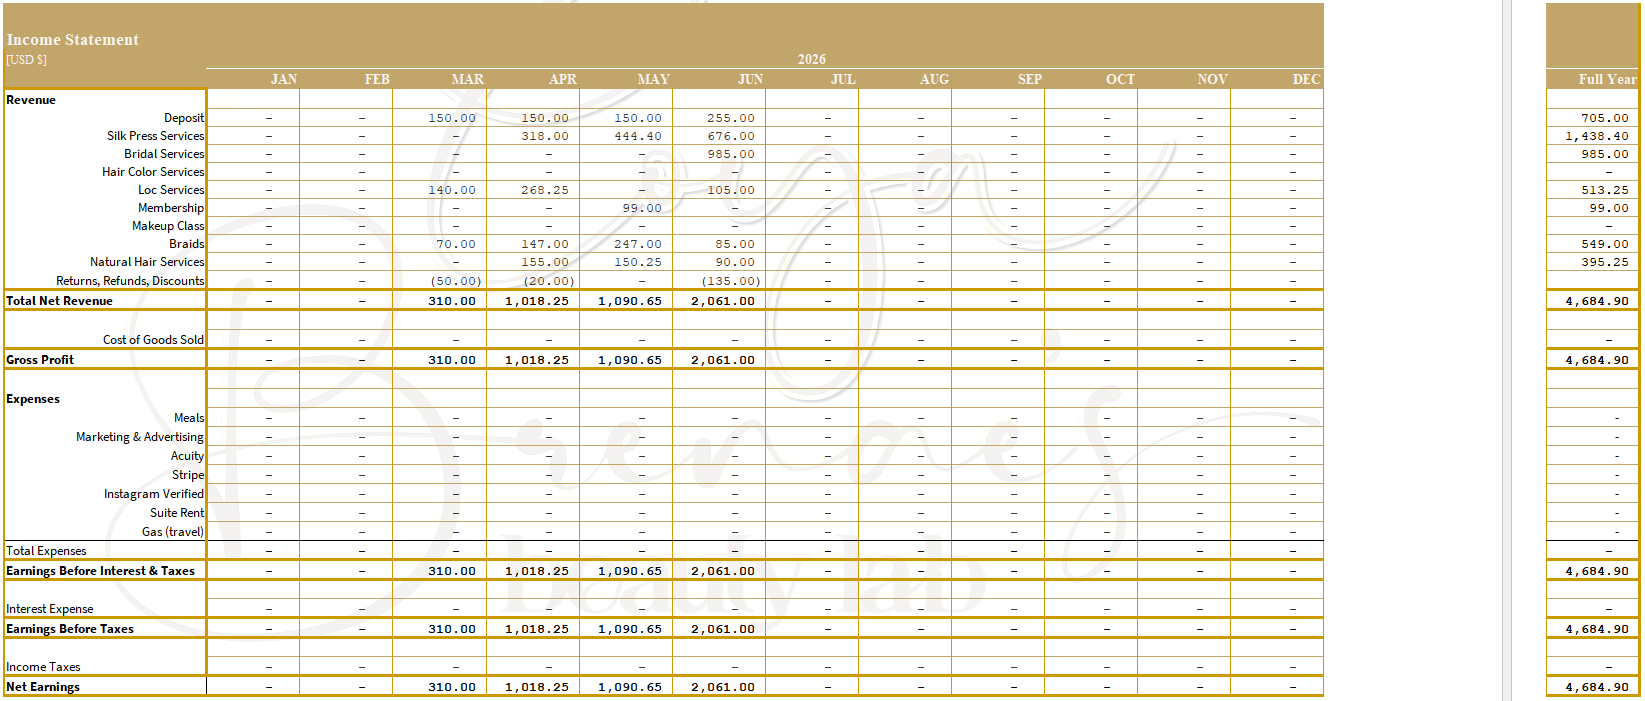 Income Statement
[USD $]
2026
JAN FEB MAR APR MAY JUN JUL AUG SEP OCT NOV DEC Full Year
Revenue
Deposit – – 150.00 150.00 150.00 255.00 – – – – – – 705.00
Silk Press Services – – – 318.00 444.40 676.00 – – – – – – 1,438.40
Bridal Services – – – – – 985.00 – – – – – – 985.00
Hair Color Services – – – – – – – – – – – – –
Loc Services – – 140.00 268.25 – 105.00 – – – – – – 513.25
Membership – – – – 99.00 – – – – – – – 99.00
Makeup Class – – – – – – – – – – – – –
Braids – – 70.00 147.00 247.00 85.00 – – – – – – 549.00
Natural Hair Services – – – 155.00 150.25 90.00 – – – – – – 395.25
Returns, Refunds, Discounts – – (50.00) (20.00) – (135.00) – – – – – –
Total Net Revenue – – 310.00 1,018.25 1,090.65 2,061.00 – – – – – – 4,684.90
Cost of Goods Sold – – – – – – – – – – – – –
Gross Profit – – 310.00 1,018.25 1,090.65 2,061.00 – – – – – – 4,684.90
Expenses
Meals – – – – – – – – – – – – -
Marketing & Advertising – – – – – – – – – – – – -
Acuity – – – – – – – – – – – – -
Stripe – – – – – – – – – – – – -
Instagram Verified – – – – – – – – – – – – -
Suite Rent – – – – – – – – – – – – -
Gas (travel) – – – – – – – – – – – – -
Total Expenses – – – – – – – – – – – – –
Earnings Before Interest & Taxes – – 310.00 1,018.25 1,090.65 2,061.00 – – – – – – 4,684.90
Interest Expense – – – – – – – – – – – – –
Earnings Before Taxes – – 310.00 1,018.25 1,090.65 2,061.00 – – – – – – 4,684.90
Income Taxes – – – – – – – – – – – – –
Net Earnings – – 310.00 1,018.25 1,090.65 2,061.00 – – – – – – 4,684.90
beauty lab